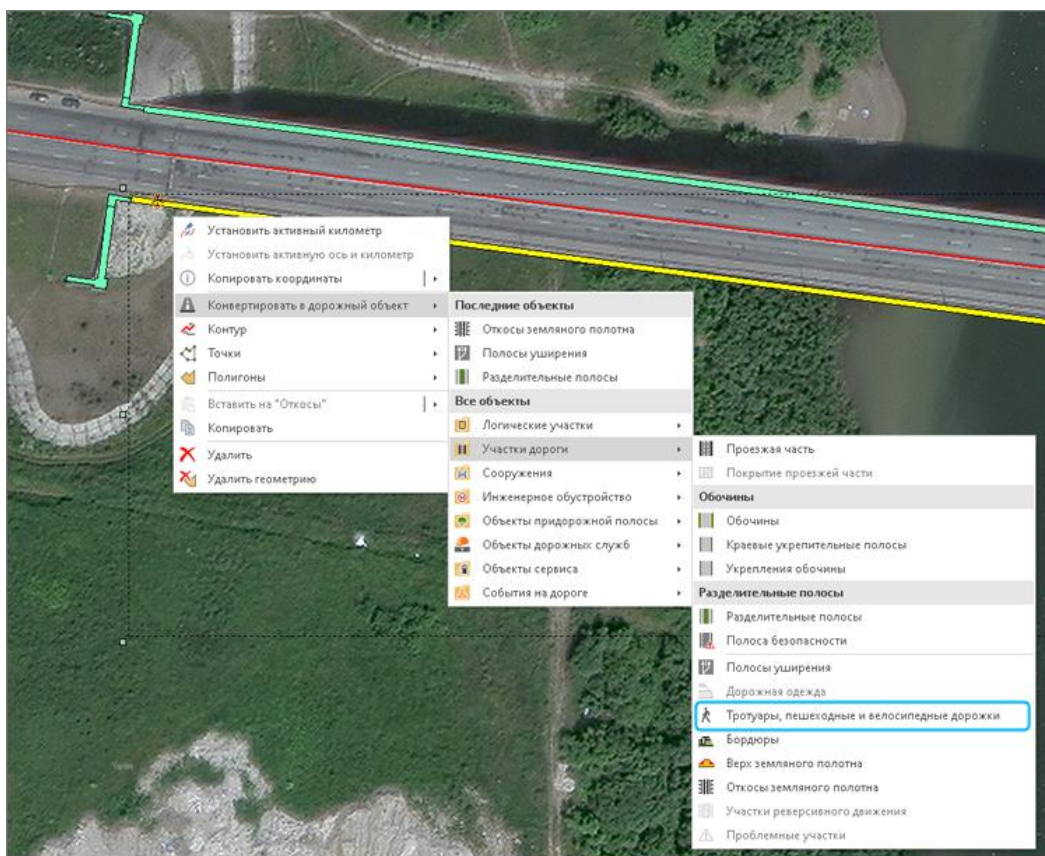 Установить активный километр
Установить активную ось и километр
Копировать координаты
Конвертировать в дорожный объект
Контур
Точки
Полигоны
Вставить на "Откосы"
Копировать
Удалить
Удалить геометрию
Последние объекты
Откосы земляного полотна
Полосы уширения
Разделительные полосы
Все объекты
Логические участки
Участки дороги
Сооружения
Инженерное обустройство
Объекты придорожной полосы
Объекты дорожных служб
Объекты сервиса
События на дороге
Проезжая часть
Покрытие проезжей части
Обочины
Обочины
Краевые укрепительные полосы
Укрепления обочины
Разделительные полосы
Разделительные полосы
Полоса безопасности
Полосы уширения
Дорожная одежда
Тротуары, пешеходные и велосипедные дорожки
Бордюры
Верх земляного полотна
Откосы земляного полотна
Участки реверсивного движения
Проблемные участки